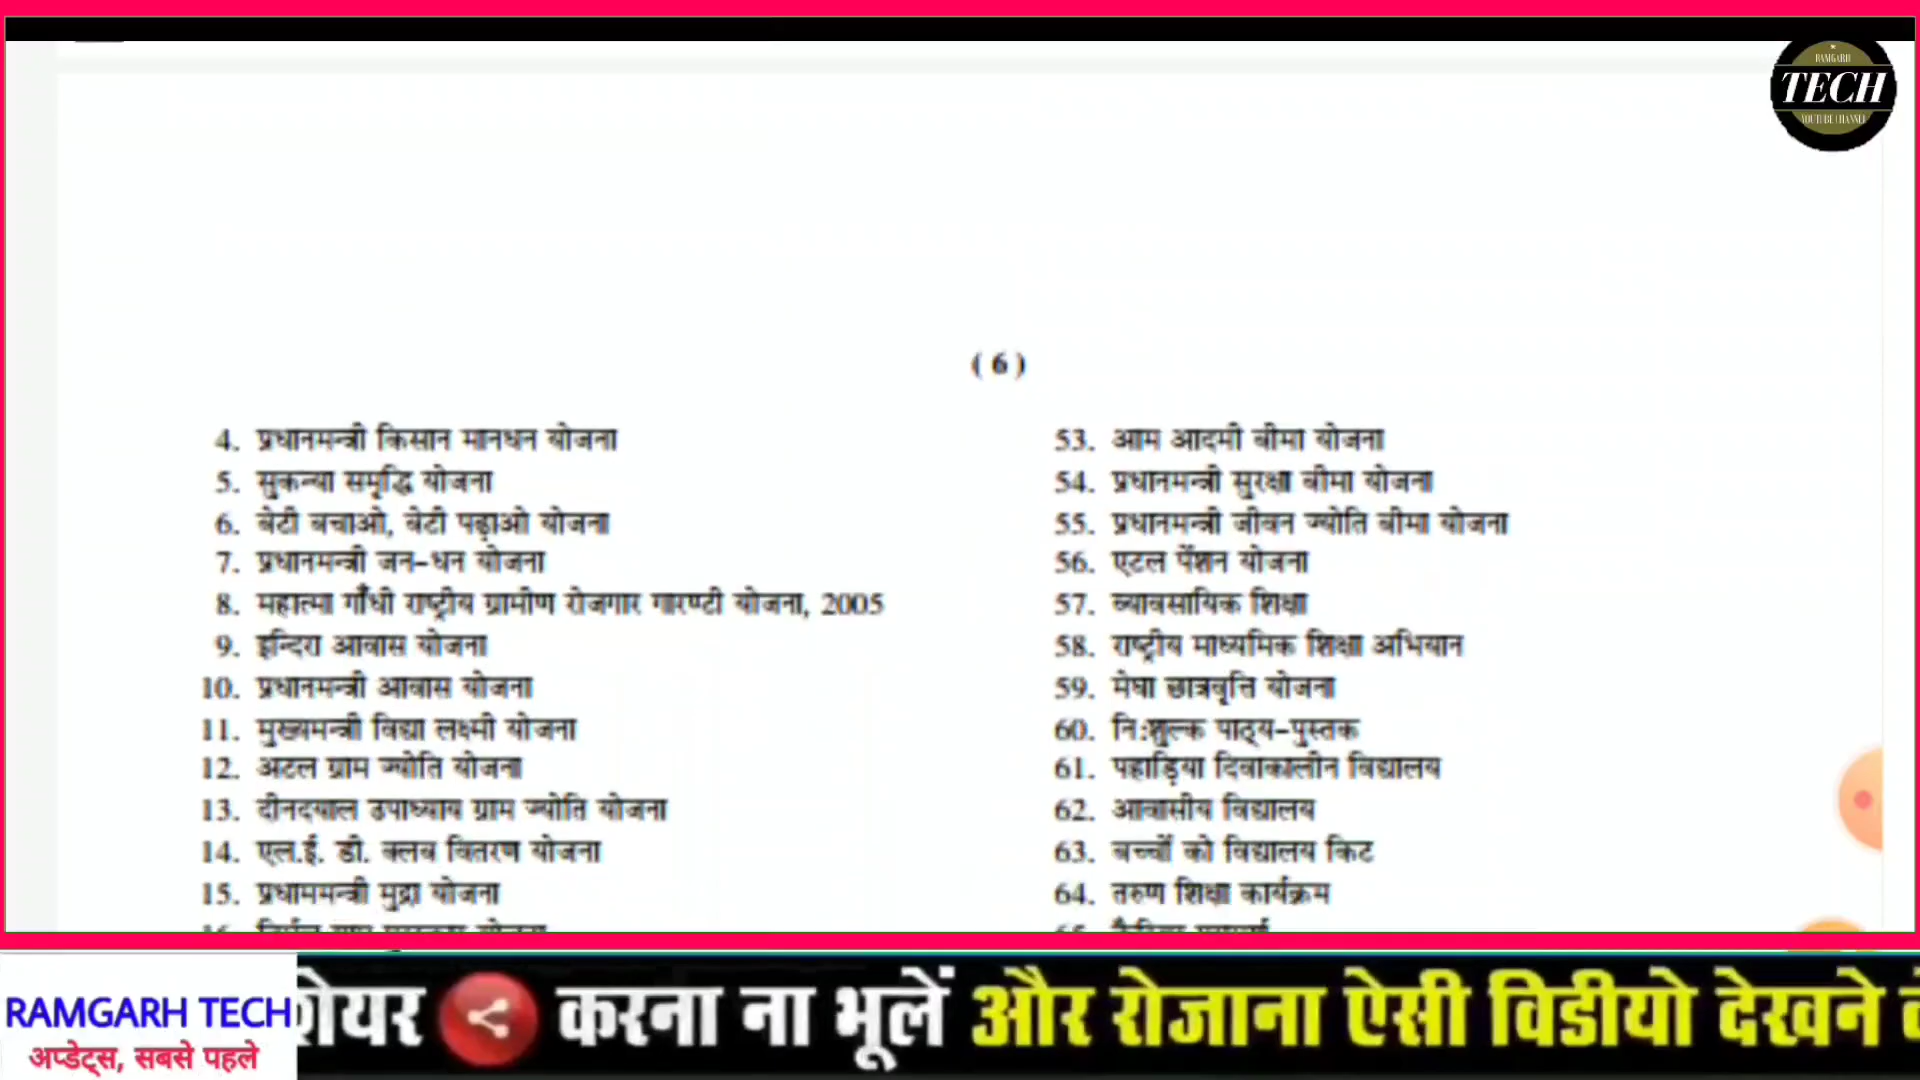 RAMGARH
TECH
YOUTUBE CHANNEL
( 6 )
4. प्रधानमन्त्री किसान मानधन योजना
5. सुकन्या समृद्धि योजना
6. बेटी बचाओ, बेटी पढ़ाओ योजना
7. प्रधानमन्त्री जन-धन योजना
8. महात्मा गाँधी राष्ट्रीय ग्रामीण रोजगार गारण्टी योजना, 2005
9. इन्दिरा आवास योजना
10. प्रधानमन्त्री आवास योजना
11. मुख्यमन्त्री विद्या लक्ष्मी योजना
12. अटल ग्राम ज्योति योजना
13. दीनदयाल उपाध्याय ग्राम ज्योति योजना
14. एल.ई. डी. क्लब वितरण योजना
15. प्रधाममन्त्री मुद्रा योजना
53. आम आदमी बीमा योजना
54. प्रधानमन्त्री सुरक्षा बीमा योजना
55. प्रधानमन्त्री जीवन ज्योति बीमा योजना
56. एटल पेंशन योजना
57. व्यावसायिक शिक्षा
58. राष्ट्रीय माध्यमिक शिक्षा अभियान
59. मेघा छात्रवृत्ति योजना
60. नि:शुल्क पाठ्य-पुस्तक
61. पहाड़िया दिवाकालीन विद्यालय
62. आवासीय विद्यालय
63. बच्चों को विद्यालय किट
64. तरुण शिक्षा कार्यक्रम
RAMGARH TECH
अप्डेट्स, सबसे पहले
शेयर करना ना भूलें और रोजाना ऐसी विडीयो देखने